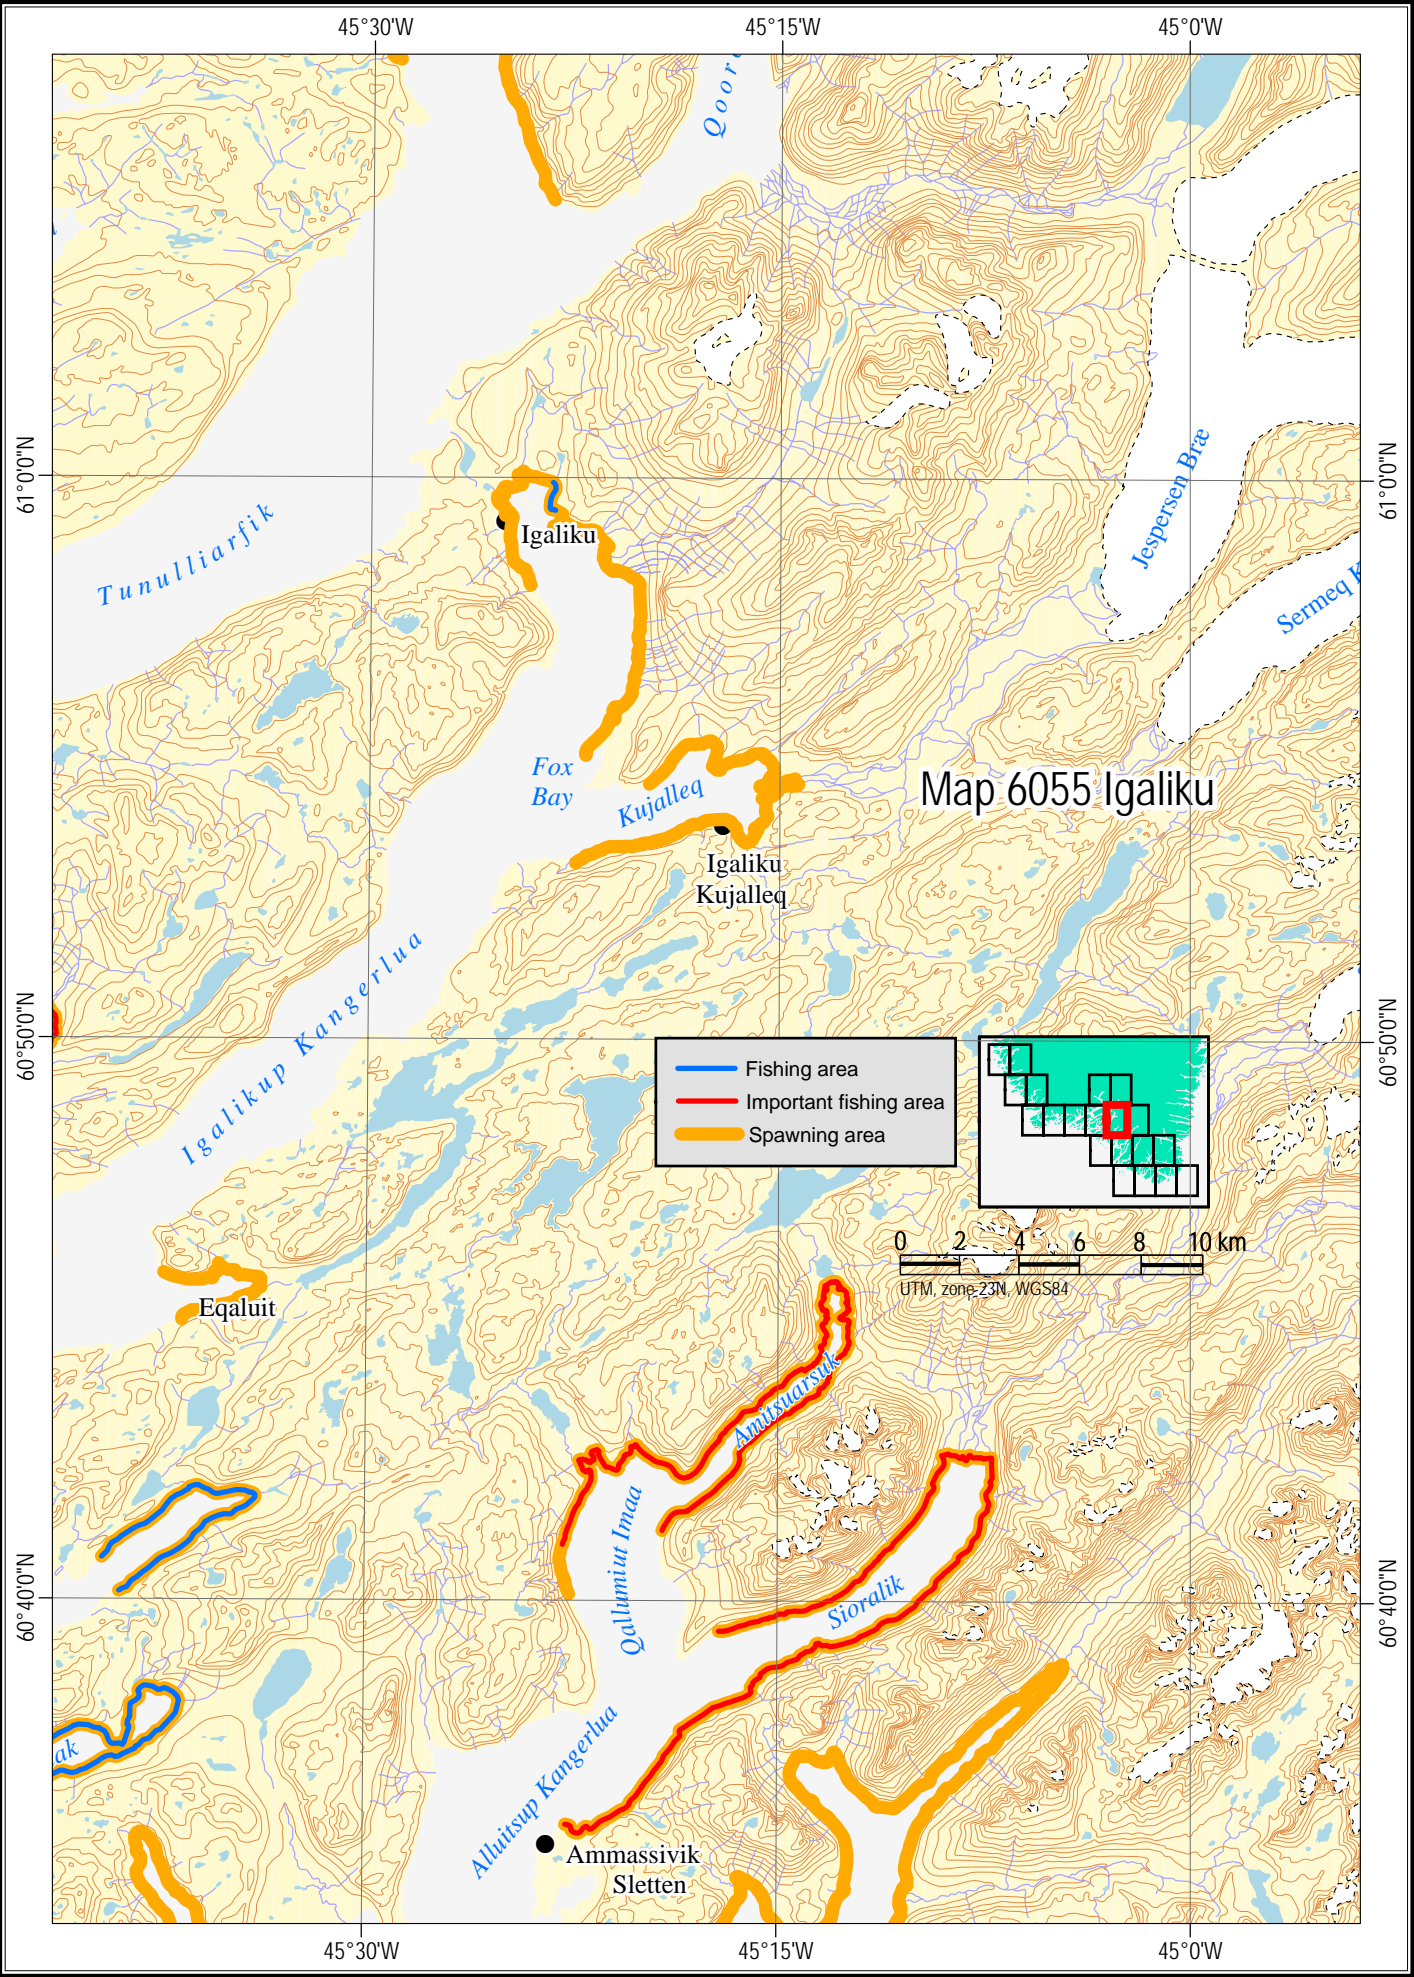 45°30'W
45°15'W
45°0'W
Qoor
61°0'0"N
61°0'0"N
Jespersen Bræ
Tunulliarfik
Igaliku
Sermeq K
Fox
Bay
Kujalleq
Map 6055 Igaliku
Igaliku
Kujalleq
Igalikup Kangerlua
60°50'0"N
60°50'0"N
Fishing area
Important fishing area
Spawning area
0 2 4 6 8 10 km
UTM, zone 23N, WGS84
Eqaluit
Amitsuarsuk
Qallumiut Imaa
Sioralik
60°40'0"N
60°40'0"N
ak
Alluitsup Kangerlua
Ammassivik
Sletten
45°30'W
45°15'W
45°0'W